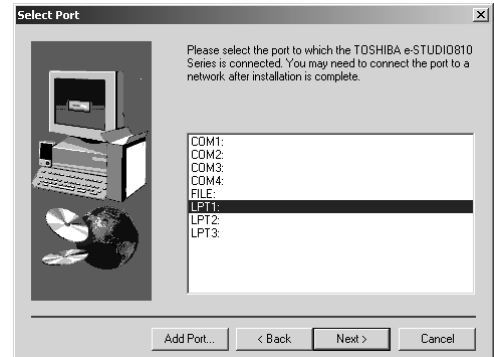 Select Port
Please select the port to which the TOSHIBA e-STUDIO810
Series is connected. You may need to connect the port to a
network after installation is complete.
COM1:
COM2:
COM3:
COM4:
FILE:
LPT1:
LPT2:
LPT3:
Add Port... < Back Next > Cancel